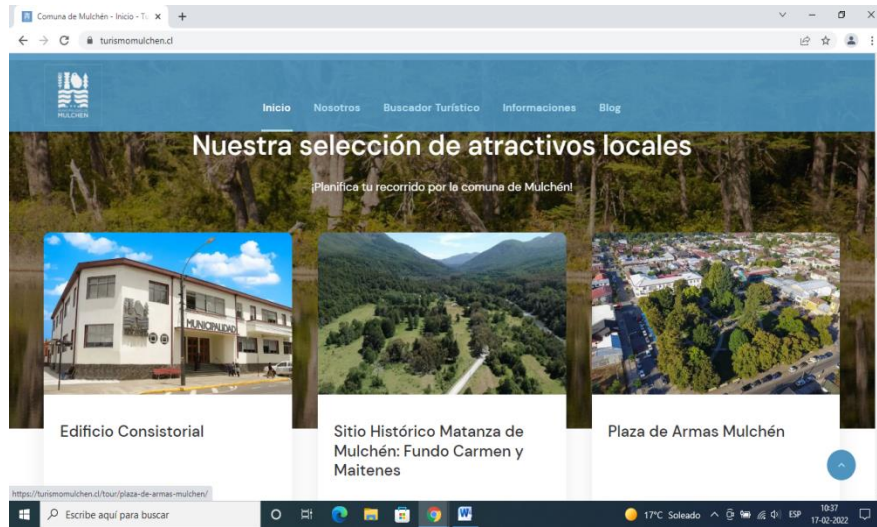 Comuna de Mulchén - Inicio - Tu
turismomulchen.cl
MULCHEN
Inicio Nosotros Buscador Turístico Informaciones Blog
Nuestra selección de atractivos locales
¡Planifica tu recorrido por la comuna de Mulchén!
MUNICIPALIDAD
Edificio Consistorial
Sitio Histórico Matanza de
Mulchén: Fundo Carmen y
Maitenes
Plaza de Armas Mulchén
https://turismomulchen.cl/tour/plaza-de-armas-mulchen/
Escribe aquí para buscar
17°C Soleado
ESP
10:37
17-02-2022